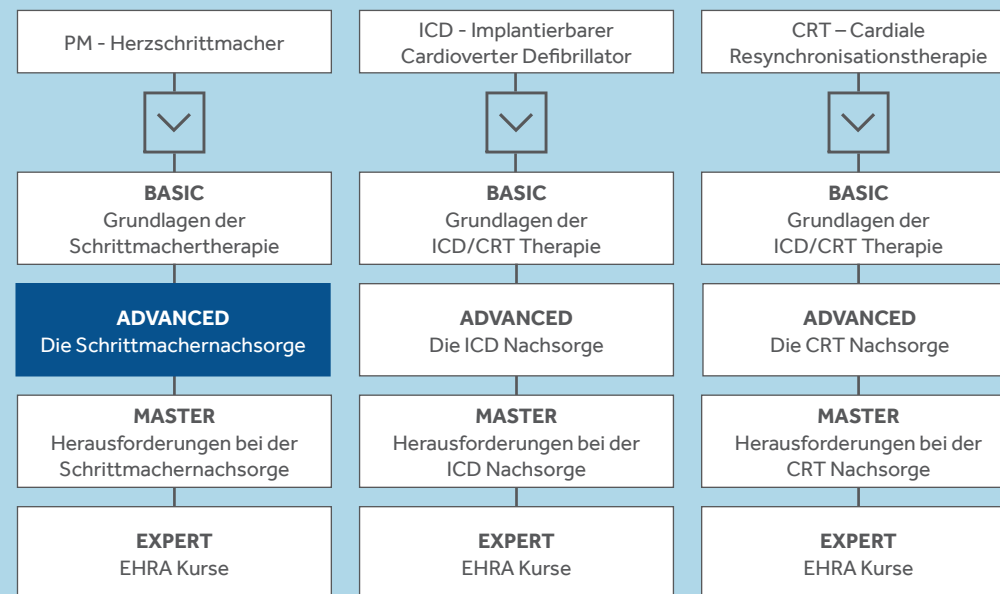 PM - Herzschrittmacher
BASIC
Grundlagen der
Schrittmachertherapie
ADVANCED
Die Schrittmachernachsorge
MASTER
Herausforderungen bei der
Schrittmachernachsorge
EXPERT
EHRA Kurse
ICD - Implantierbarer
Cardioverter Defibrillator
BASIC
Grundlagen der
ICD/CRT Therapie
ADVANCED
Die ICD Nachsorge
MASTER
Herausforderungen bei der
ICD Nachsorge
EXPERT
EHRA Kurse
CRT – Cardiale
Resynchronisationstherapie
BASIC
Grundlagen der
ICD/CRT Therapie
ADVANCED
Die CRT Nachsorge
MASTER
Herausforderungen bei der
CRT Nachsorge
EXPERT
EHRA Kurse